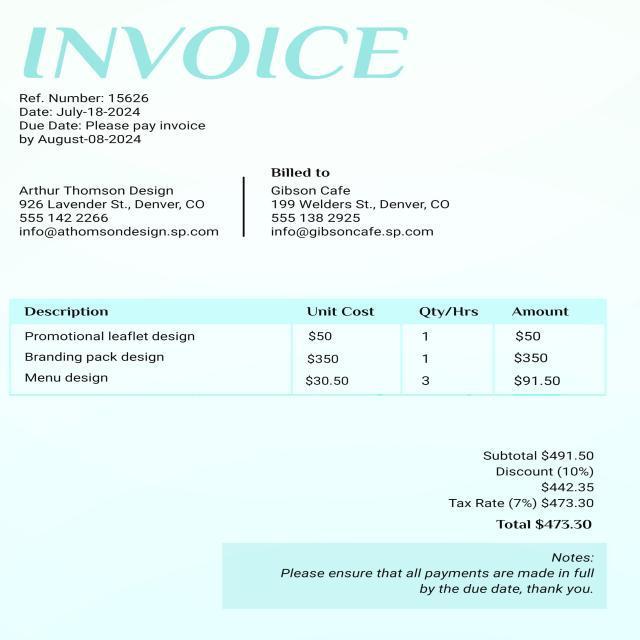 INVOICE
Ref. Number: 15626
Date: July-18-2024
Due Date: Please pay invoice
by August-08-2024
Arthur Thomson Design
926 Lavender St., Denver, CO
555 142 2266
info@athomsondesign.sp.com
Billed to
Gibson Cafe
199 Welders St., Denver, CO
555 138 2925
info@gibsoncafe.sp.com
Description Unit Cost Qty/Hrs Amount
Promotional leaflet design $50 1 $50
Branding pack design $350 1 $350
Menu design $30.50 3 $91.50
Subtotal $491.50
Discount (10%)
$442.35
Tax Rate (7%) $473.30
Total $473.30
Notes:
Please ensure that all payments are made in full
by the due date, thank you.